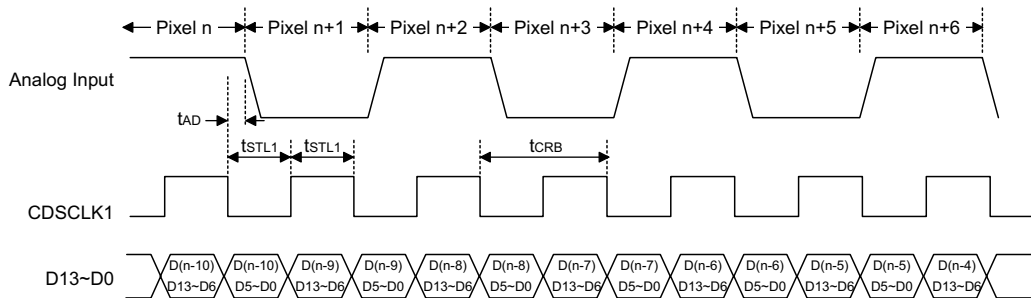 Pixel n Pixel n+1 Pixel n+2 Pixel n+3 Pixel n+4 Pixel n+5 Pixel n+6
Analog Input
tAD
tSTL1 tSTL1 tCRB
CDSCLK1
D(n-10) D(n-10) D(n-9) D(n-9) D(n-8) D(n-8) D(n-7) D(n-7) D(n-6) D(n-6) D(n-5) D(n-5) D(n-4)
D13~D0
D13~D6 D5~D0 D13~D6 D5~D0 D13~D6 D5~D0 D13~D6 D5~D0 D13~D6 D5~D0 D13~D6 D5~D0 D13~D6